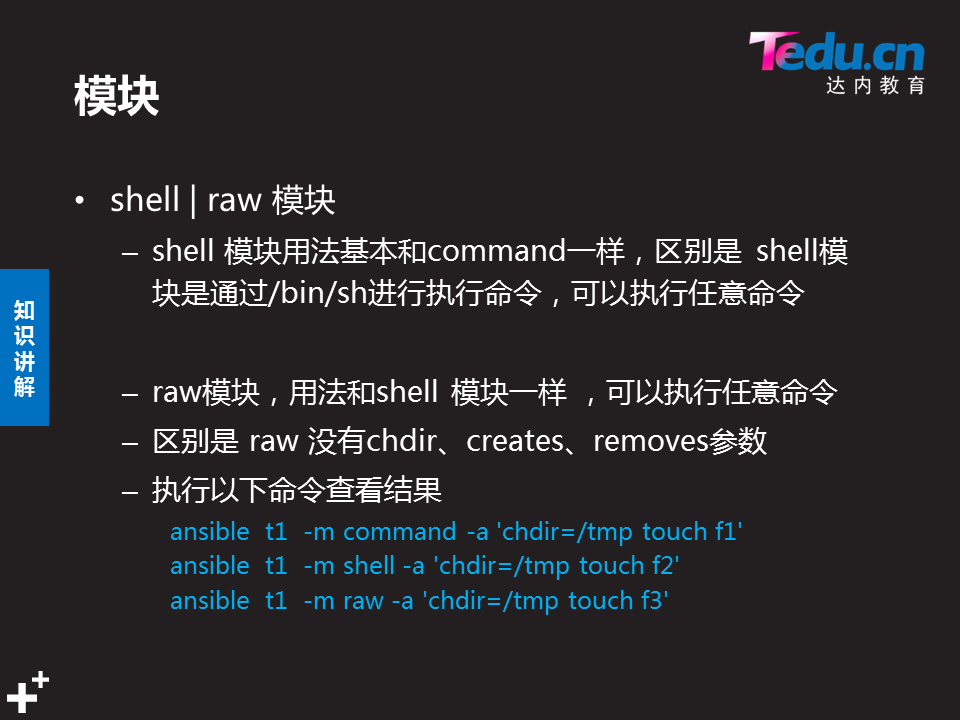 Tedu.cn
达内教育
模块
• shell | raw 模块
– shell 模块用法基本和command一样，区别是 shell模
块是通过/bin/sh进行执行命令，可以执行任意命令
知识讲解
– raw模块，用法和shell 模块一样 ，可以执行任意命令
– 区别是 raw 没有chdir、creates、removes参数
– 执行以下命令查看结果
ansible t1 -m command -a 'chdir=/tmp touch f1'
ansible t1 -m shell -a 'chdir=/tmp touch f2'
ansible t1 -m raw -a 'chdir=/tmp touch f3'